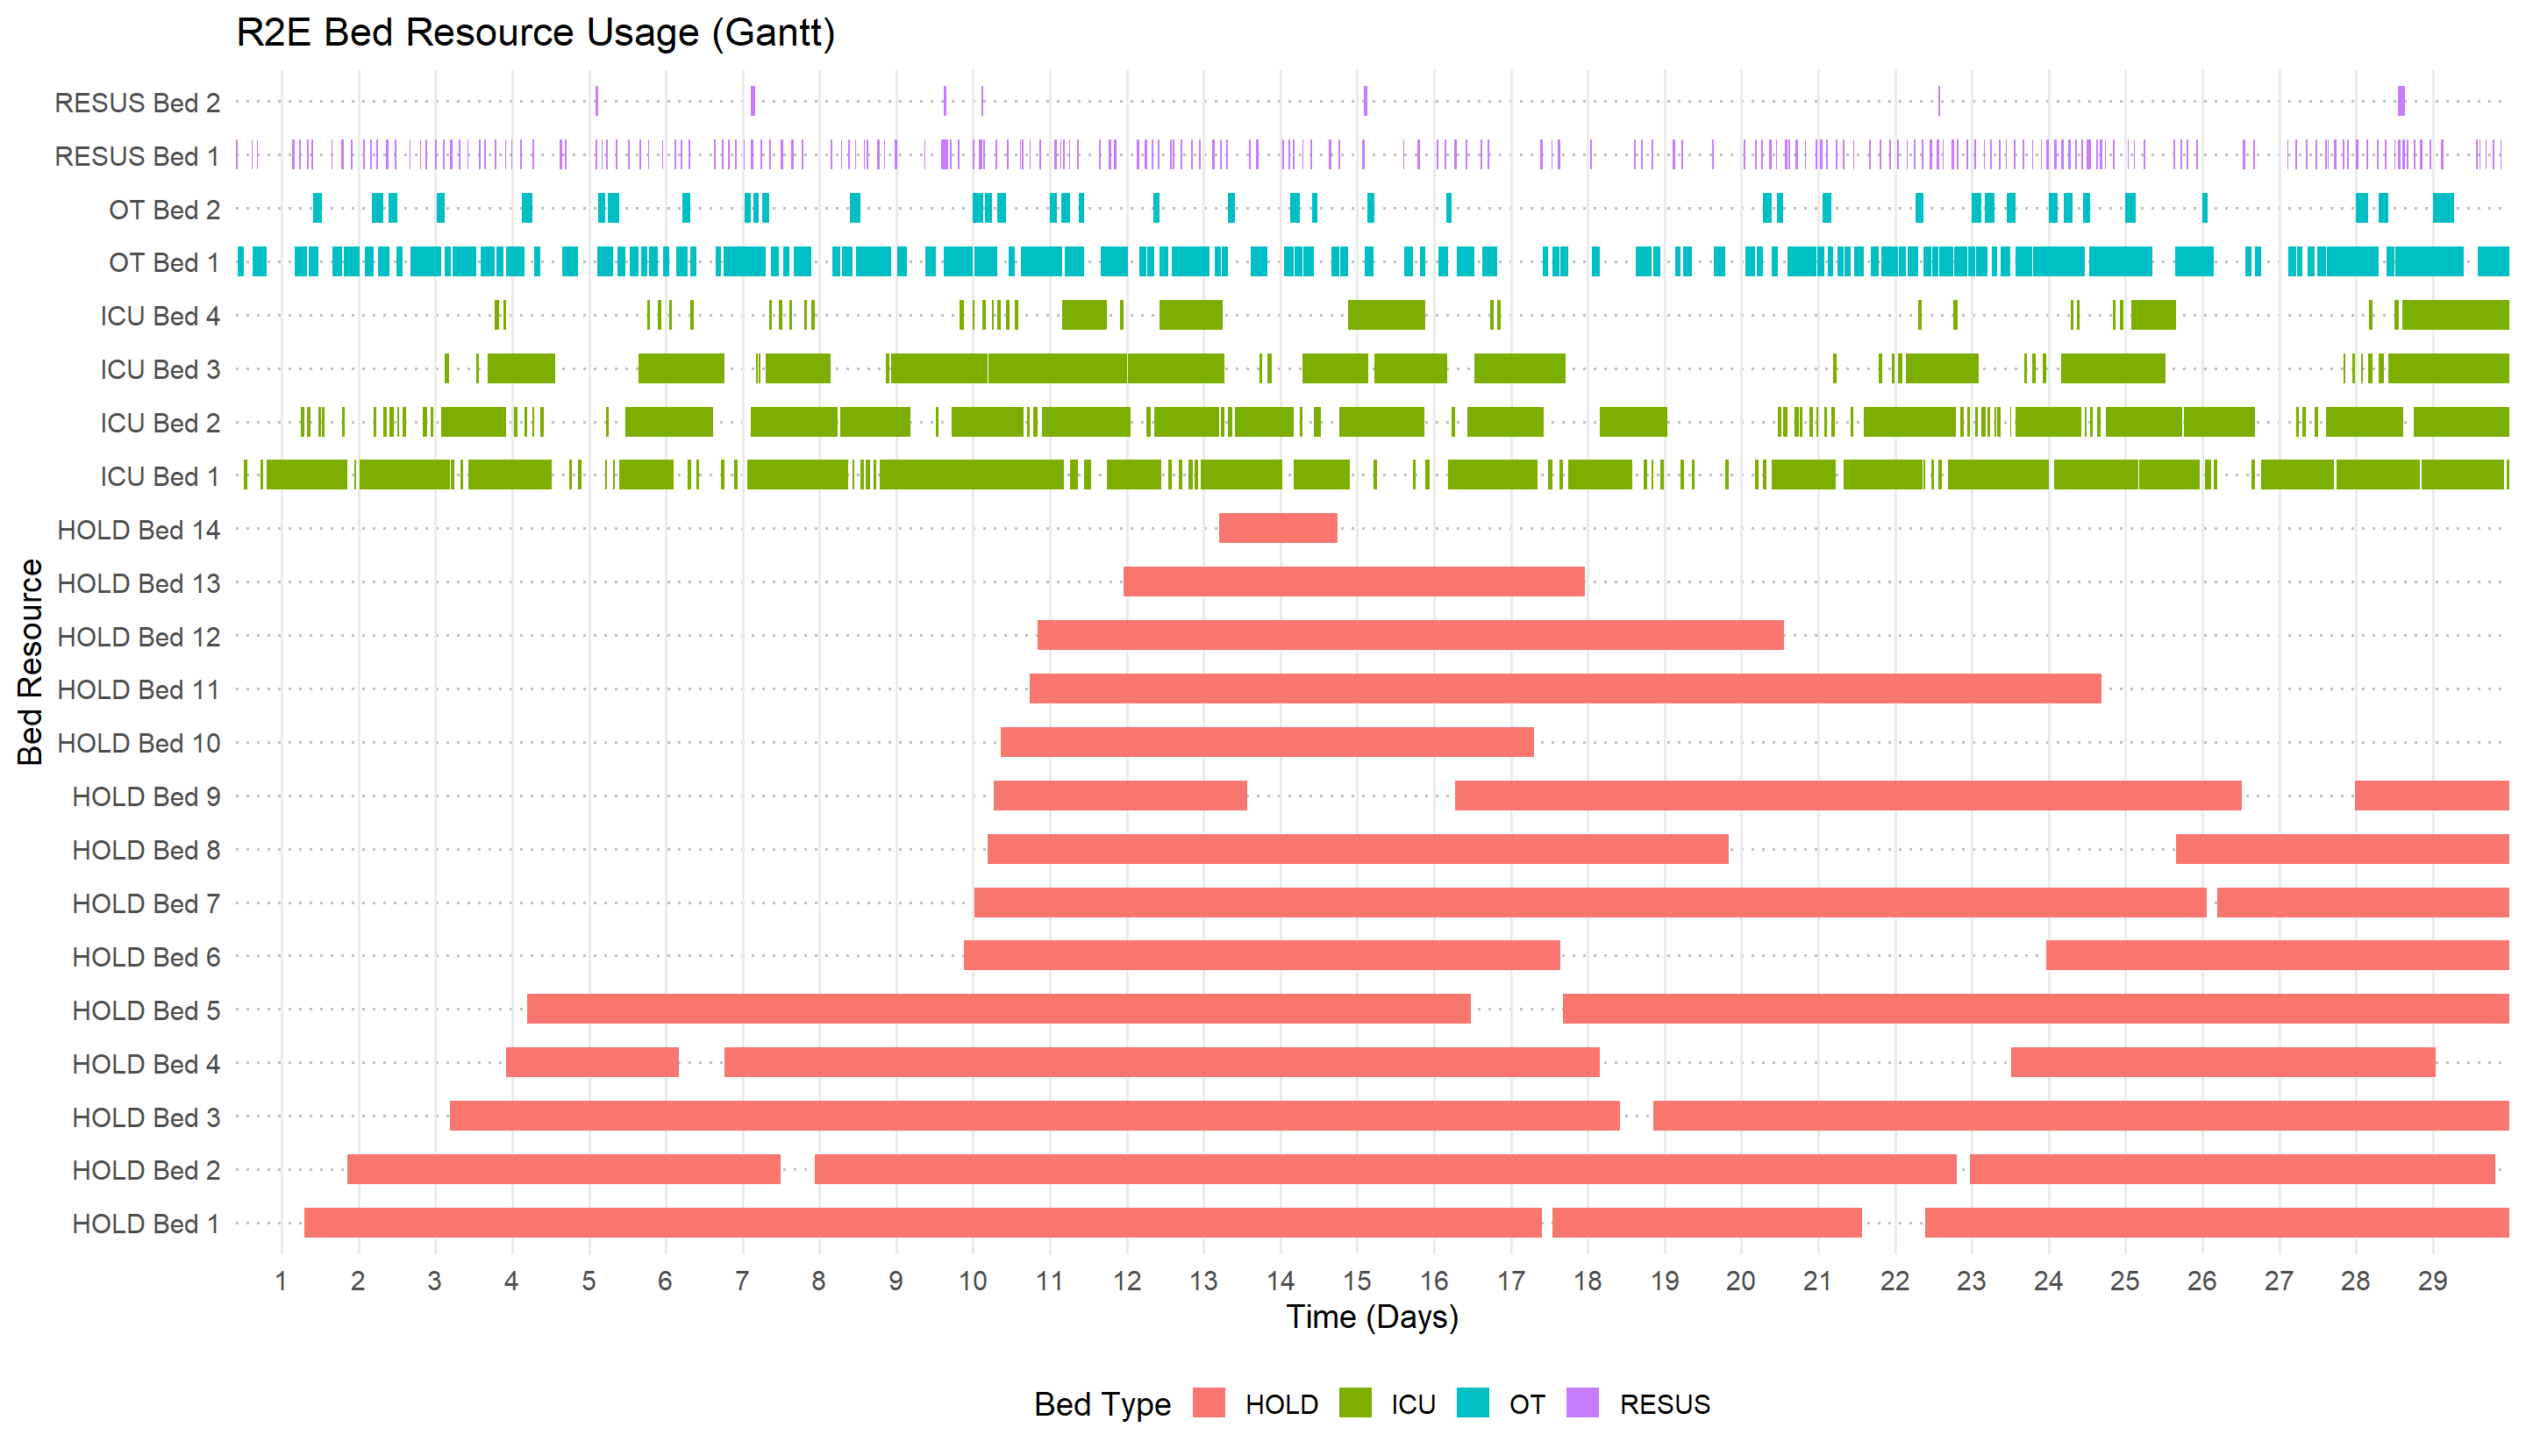 R2E Bed Resource Usage (Gantt)
RESUS Bed 2
RESUS Bed 1
OT Bed 2
OT Bed 1
ICU Bed 4
ICU Bed 3
ICU Bed 2
ICU Bed 1
HOLD Bed 14
HOLD Bed 13
HOLD Bed 12
HOLD Bed 11
HOLD Bed 10
HOLD Bed 9
HOLD Bed 8
HOLD Bed 7
HOLD Bed 6
HOLD Bed 5
HOLD Bed 4
HOLD Bed 3
HOLD Bed 2
HOLD Bed 1
Bed Resource
1 2 3 4 5 6 7 8 9 10 11 12 13 14 15 16 17 18 19 20 21 22 23 24 25 26 27 28 29
Time (Days)
Bed Type HOLD ICU OT RESUS